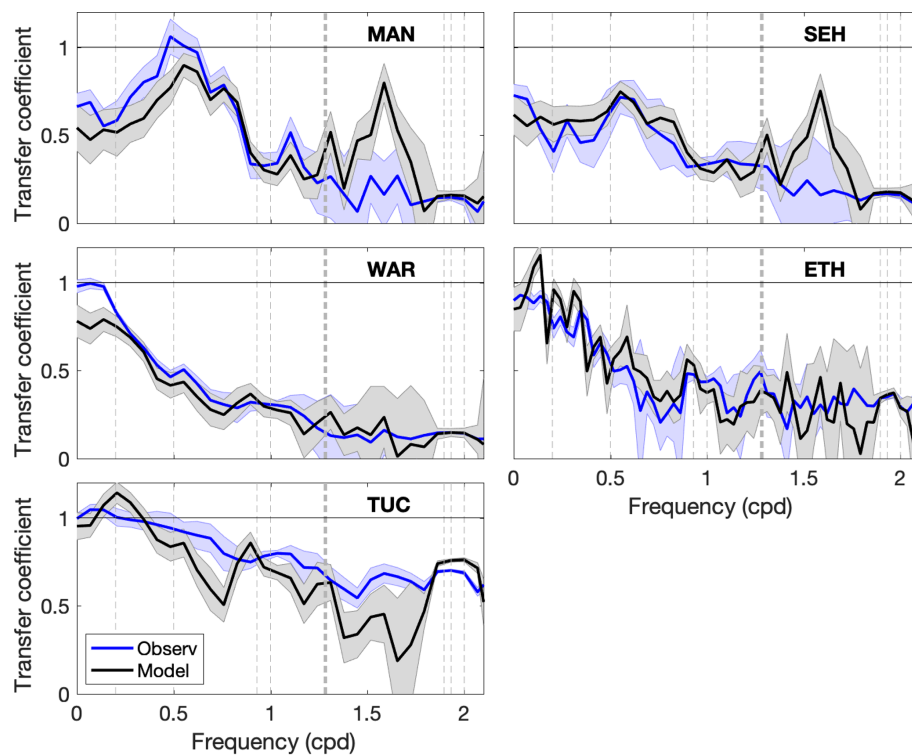 MAN
Transfer coefficient
1
0.5
0
SEH
WAR
Transfer coefficient
1
0.5
0
ETH
0
0.5
1
1.5
2
Frequency (cpd)
TUC
Transfer coefficient
1
0.5
0
Observ
Model
0
0.5
1
1.5
2
Frequency (cpd)